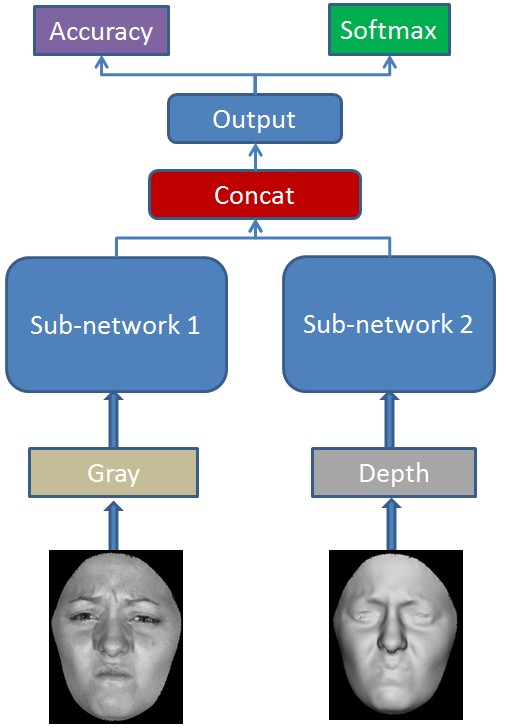 Accuracy
Softmax
Output
Concat
Sub-network 1
Sub-network 2
Gray
Depth